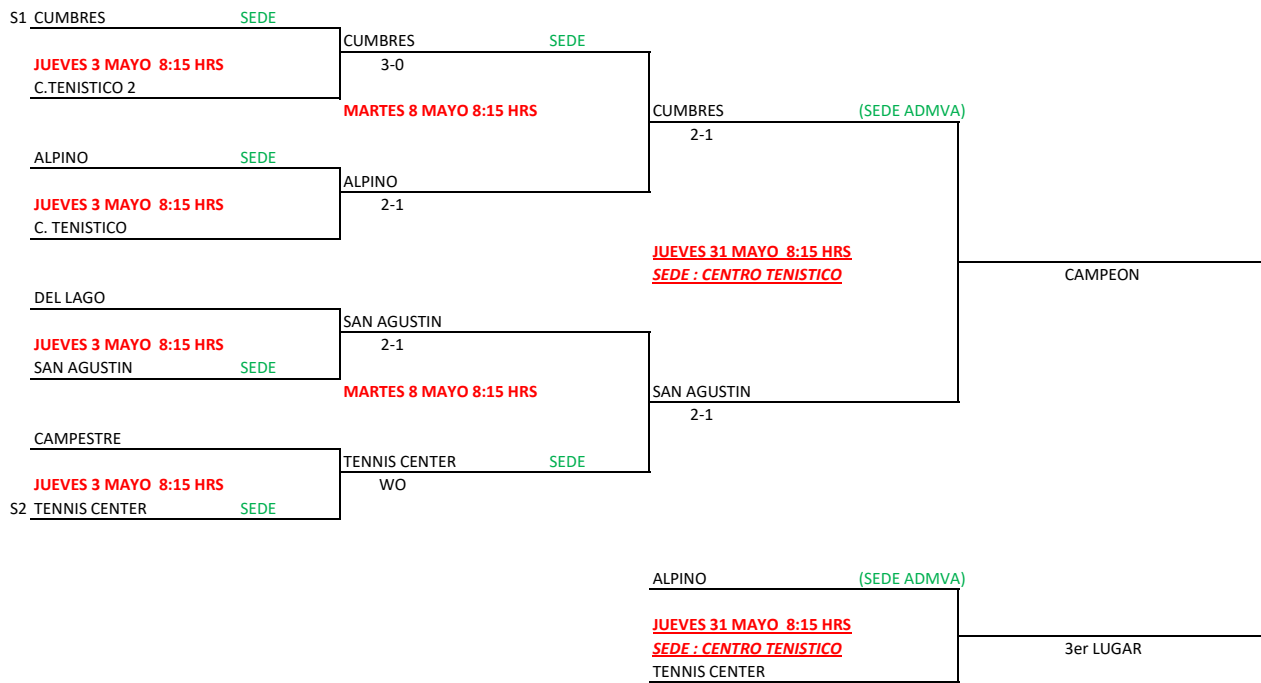 S1 CUMBRES SEDE
CUMBRES SEDE
JUEVES 3 MAYO 8:15 HRS
3-0
C.TENISTICO 2
MARTES 8 MAYO 8:15 HRS
CUMBRES (SEDE ADMVA)
2-1
ALPINO SEDE
ALPINO
JUEVES 3 MAYO 8:15 HRS
2-1
C. TENISTICO
JUEVES 31 MAYO 8:15 HRS
SEDE : CENTRO TENISTICO
CAMPEON
DEL LAGO
SAN AGUSTIN
JUEVES 3 MAYO 8:15 HRS
2-1
SAN AGUSTIN SEDE
MARTES 8 MAYO 8:15 HRS
SAN AGUSTIN
2-1
CAMPESTRE
TENNIS CENTER SEDE
JUEVES 3 MAYO 8:15 HRS
WO
S2 TENNIS CENTER SEDE
ALPINO (SEDE ADMVA)
JUEVES 31 MAYO 8:15 HRS
SEDE : CENTRO TENISTICO
3er LUGAR
TENNIS CENTER